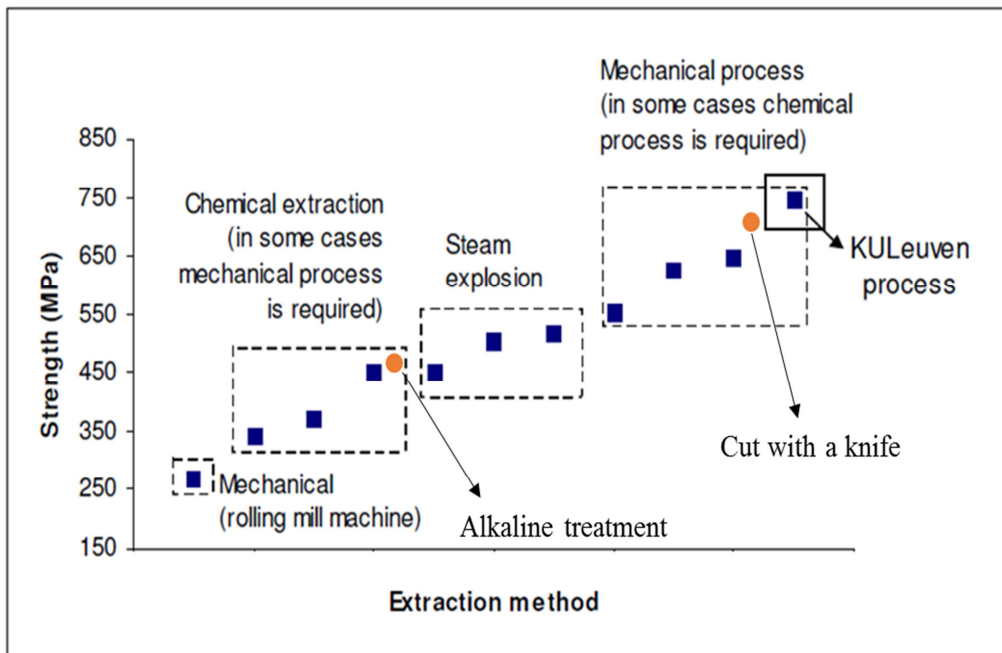 Mechanical process
(in some cases chemical
process is required)
850
750
650
550
450
350
250
150
Strength (MPa)
Chemical extraction
(in some cases
mechanical process
is required)
Steam
explosion
KULeuven
process
Cut with a knife
Mechanical
(rolling mill machine)
Alkaline treatment
Extraction method